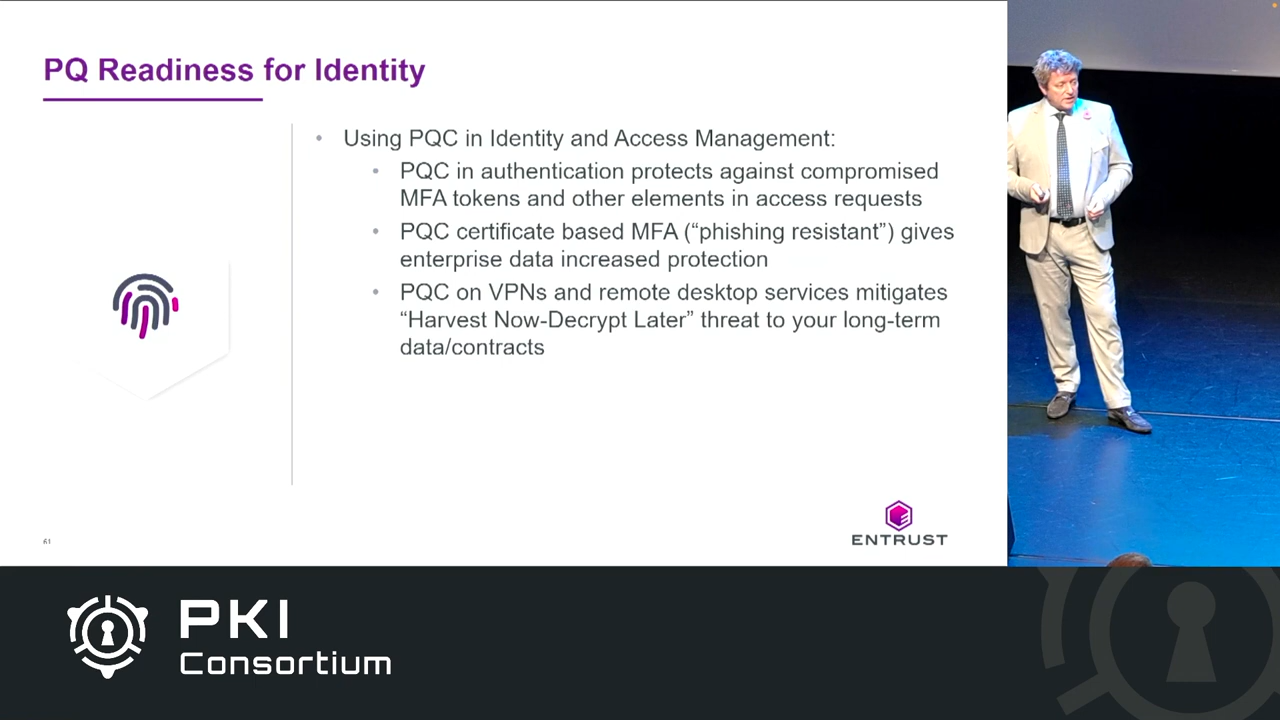 PQ Readiness for Identity
• Using PQC in Identity and Access Management:
• PQC in authentication protects against compromised
MFA tokens and other elements in access requests
• PQC certificate based MFA (“phishing resistant”) gives
enterprise data increased protection
• PQC on VPNs and remote desktop services mitigates
“Harvest Now-Decrypt Later” threat to your long-term
data/contracts
61
ENTRUST
PKI
Consortium